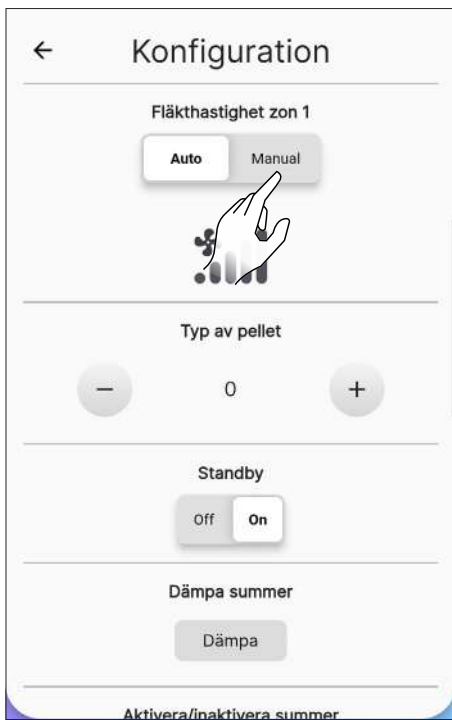 Konfiguration
Fläkthastighet zon 1
Auto Manual
Typ av pellet
0
Standby
Off On
Dämpa summer
Dämpa
Aktivera/inaktivera summer